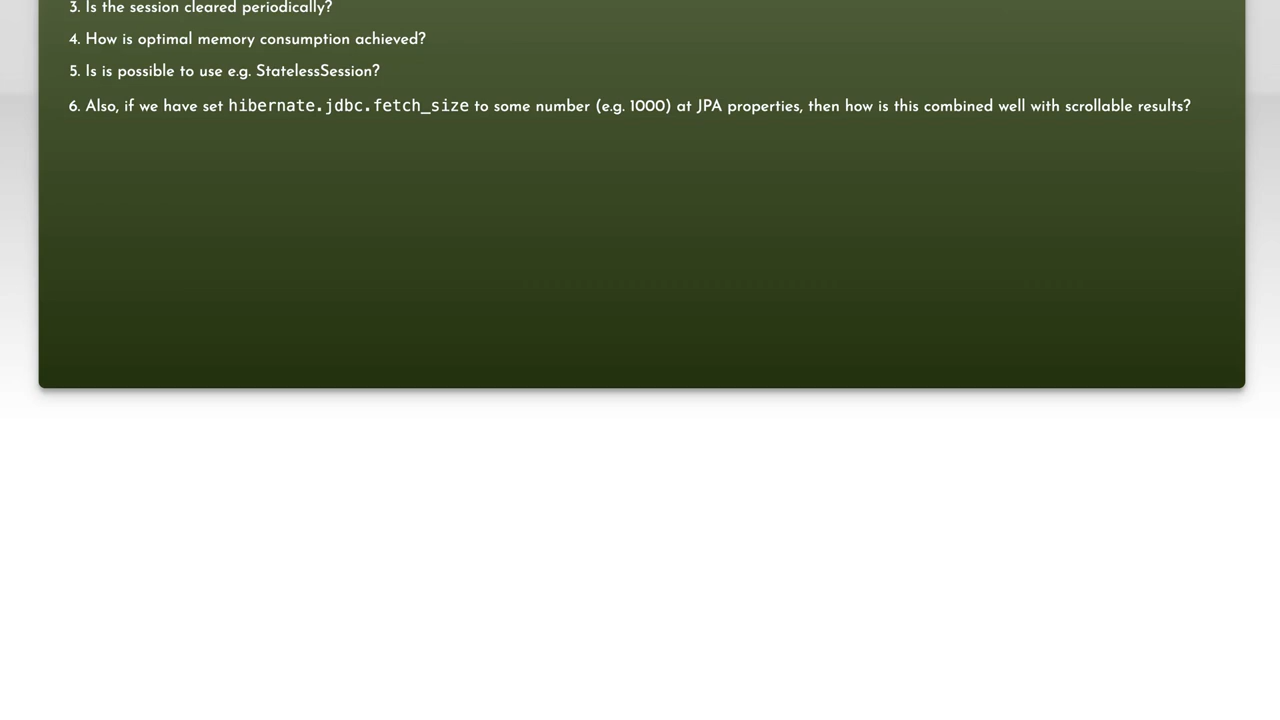 3. Is the session cleared periodically?
4. How is optimal memory consumption achieved?
5. Is is possible to use e.g. StatelessSession?
6. Also, if we have set hibernate.jdbc.fetch_size to some number (e.g. 1000) at JPA properties, then how is this combined well with scrollable results?